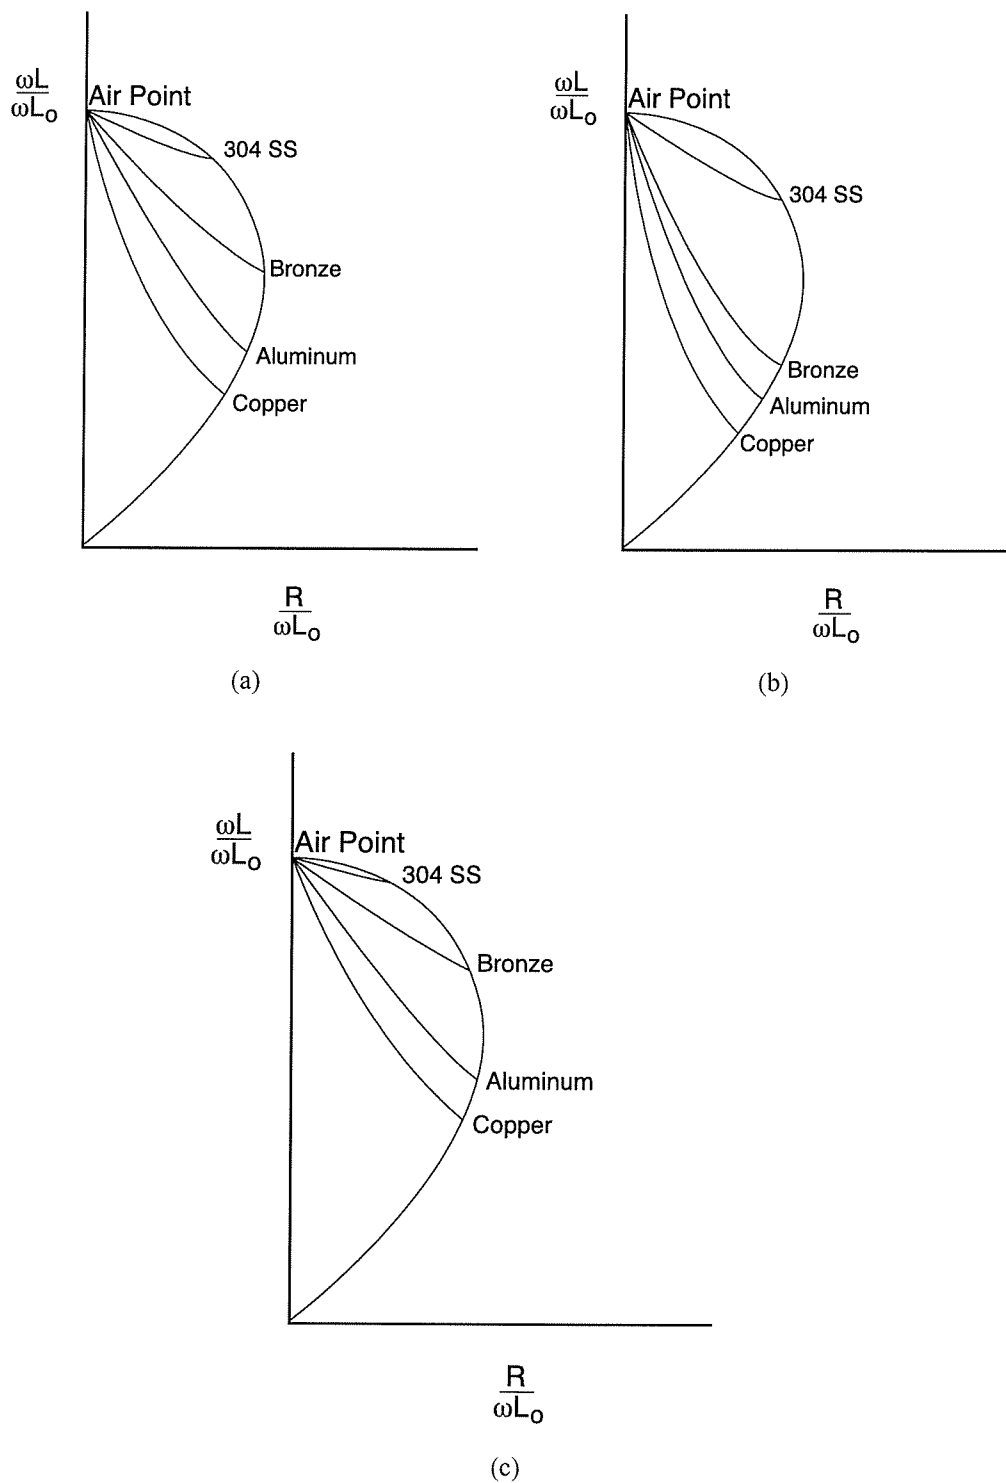 ωL
ωLo
Air Point
304 SS
Bronze
Aluminum
Copper
R
ωLo
(a)
ωL
ωLo
Air Point
304 SS
Bronze
Aluminum
Copper
R
ωLo
(b)
ωL
ωLo
Air Point
304 SS
Bronze
Aluminum
Copper
R
ωLo
(c)